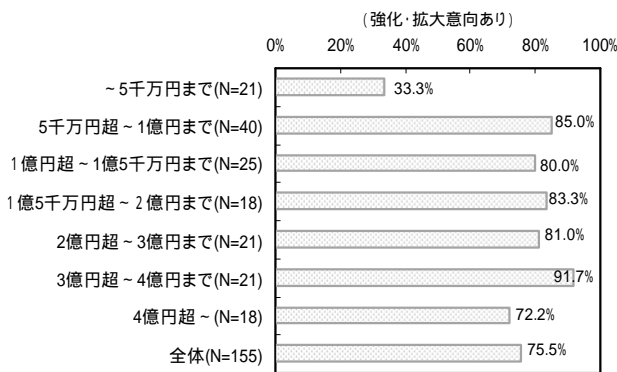 (強化・拡大意向あり)
0% 20% 40% 60% 80% 100%
~5千万円まで(N=21) 33.3%
5千万円超~1億円まで(N=40) 85.0%
1億円超~1億5千万円まで(N=25) 80.0%
1億5千万円超~2億円まで(N=18) 83.3%
2億円超~3億円まで(N=21) 81.0%
3億円超~4億円まで(N=21) 91.7%
4億円超~(N=18) 72.2%
全体(N=155) 75.5%